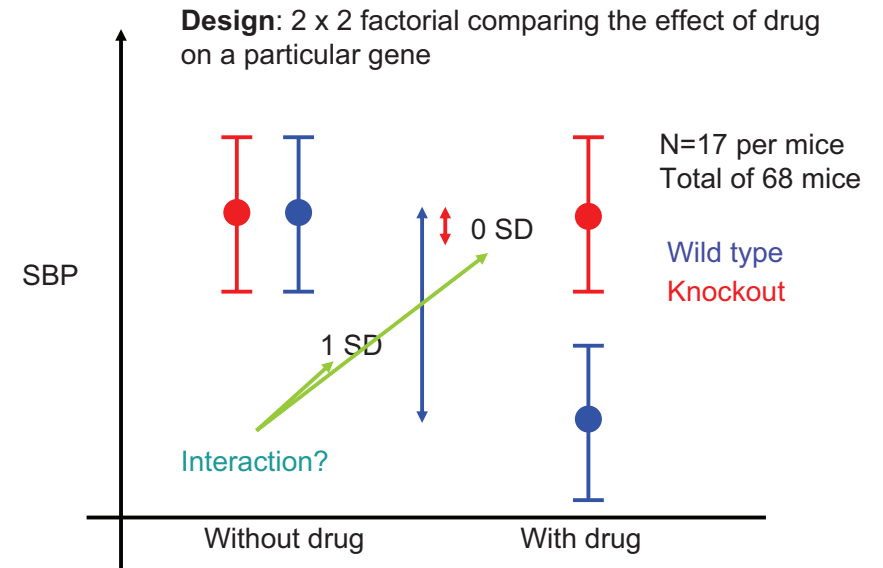 Design: 2 x 2 factorial comparing the effect of drug
on a particular gene
N=17 per mice
Total of 68 mice
0 SD
Wild type
SBP
Knockout
1 SD
Interaction?
Without drug
With drug